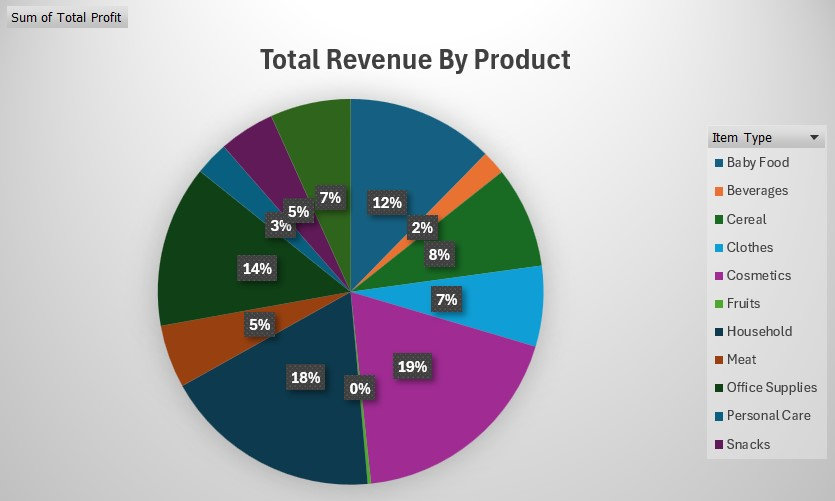 Sum of Total Profit
Total Revenue By Product
7%
12%
5%
3%
2%
8%
14%
7%
5%
19%
18%
0%
Item Type
Baby Food
Beverages
Cereal
Clothes
Cosmetics
Fruits
Household
Meat
Office Supplies
Personal Care
Snacks